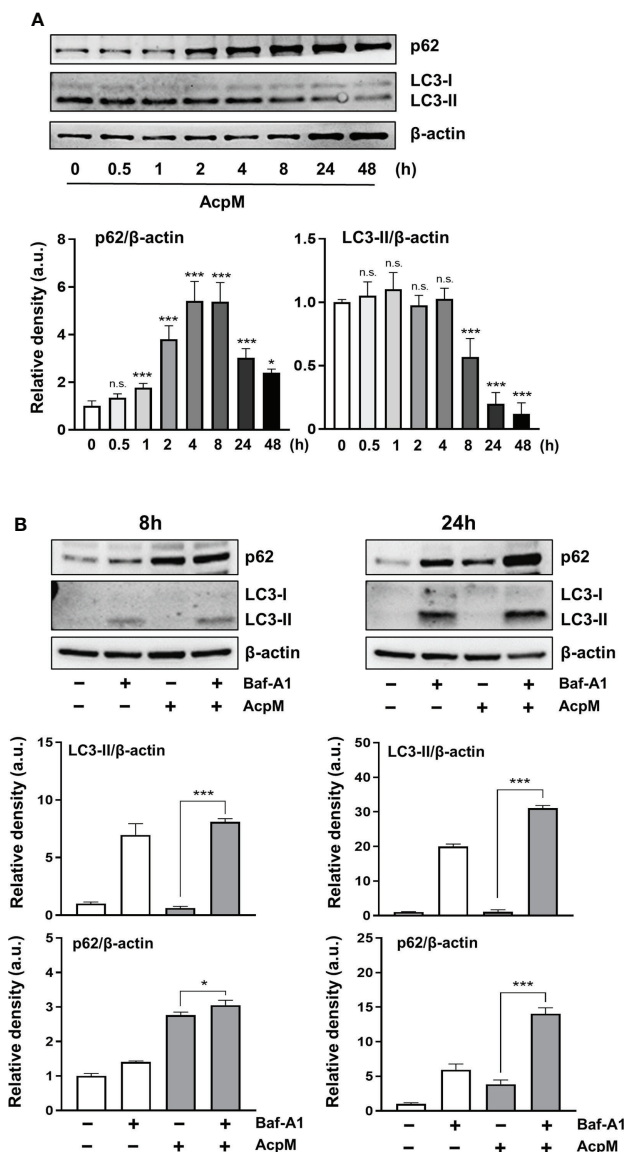 A
p62
LC3-I
LC3-II
β-actin
0 0.5 1 2 4 8 24 48 (h)
AcpM
p62/β-actin
Relative density (a.u.)
8
6
4
2
0
n.s. *** *** *** *** *** *
0 0.5 1 2 4 8 24 48 (h)
LC3-II/β-actin
1.5
1.0
0.5
0
n.s. n.s. n.s. n.s. *** *** ***
0 0.5 1 2 4 8 24 48 (h)
B
8h
p62
LC3-I
LC3-II
β-actin
– + – + Baf-A1
– – + + AcpM
24h
p62
LC3-I
LC3-II
β-actin
– + – + Baf-A1
– – + + AcpM
LC3-II/β-actin
Relative density (a.u.)
15
10
5
0
***
LC3-II/β-actin
Relative density (a.u.)
50
40
30
20
10
0
***
p62/β-actin
Relative density (a.u.)
5
4
3
2
1
0
*
– + – + Baf-A1
– – + + AcpM
p62/β-actin
Relative density (a.u.)
25
20
15
10
5
0
***
– + – + Baf-A1
– – + + AcpM